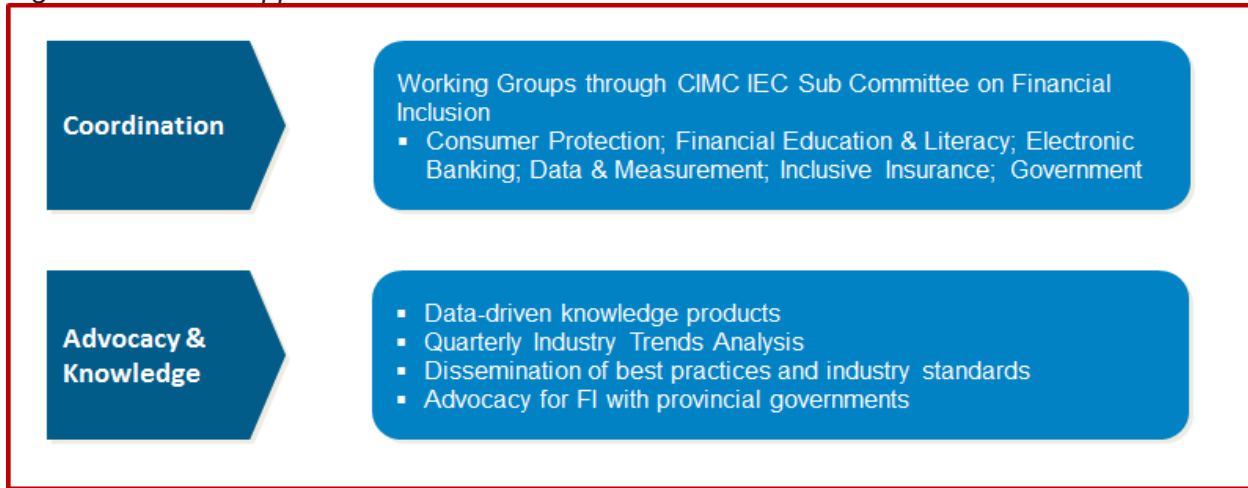 Coordination
Working Groups through CIMC IEC Sub Committee on Financial
Inclusion
▪ Consumer Protection; Financial Education & Literacy; Electronic
Banking; Data & Measurement; Inclusive Insurance; Government
Advocacy &
Knowledge
▪ Data-driven knowledge products
▪ Quarterly Industry Trends Analysis
▪ Dissemination of best practices and industry standards
▪ Advocacy for FI with provincial governments